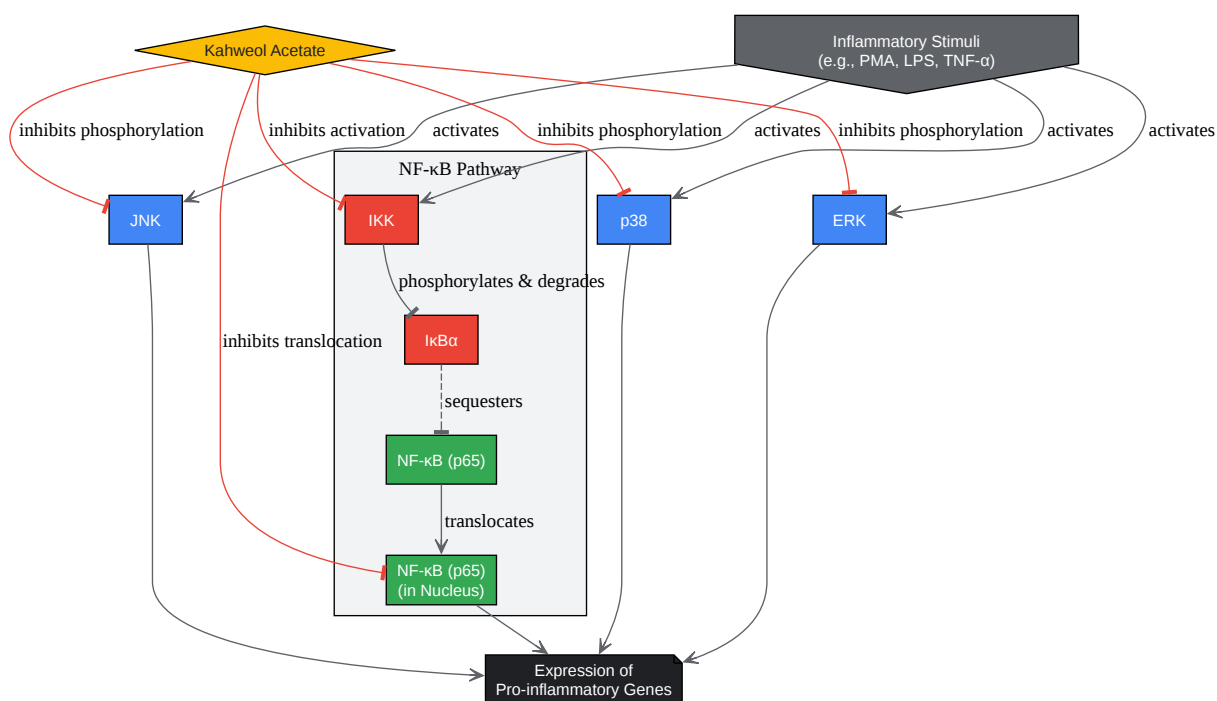 Kahweol Acetate
Inflammatory Stimuli
(e.g., PMA, LPS, TNF-α)
inhibits phosphorylation
inhibits activation
activates
inhibits phosphorylation
activates
inhibits phosphorylation
activates
activates
NF-κB Pathway
JNK
IKK
p38
ERK
phosphorylates & degrades
IκBα
inhibits translocation
sequesters
NF-κB (p65)
translocates
NF-κB (p65)
(in Nucleus)
Expression of
Pro-inflammatory Genes